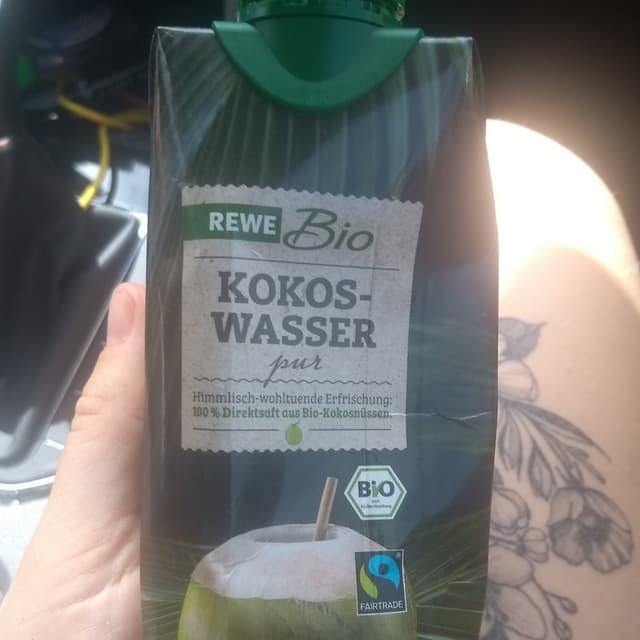 REWE Bio
KOKOS-
WASSER
pur
Himmlisch-wohltuende Erfrischung:
100 % Direktsaft aus Bio-Kokosnüssen.
BIO
FAIRTRADE